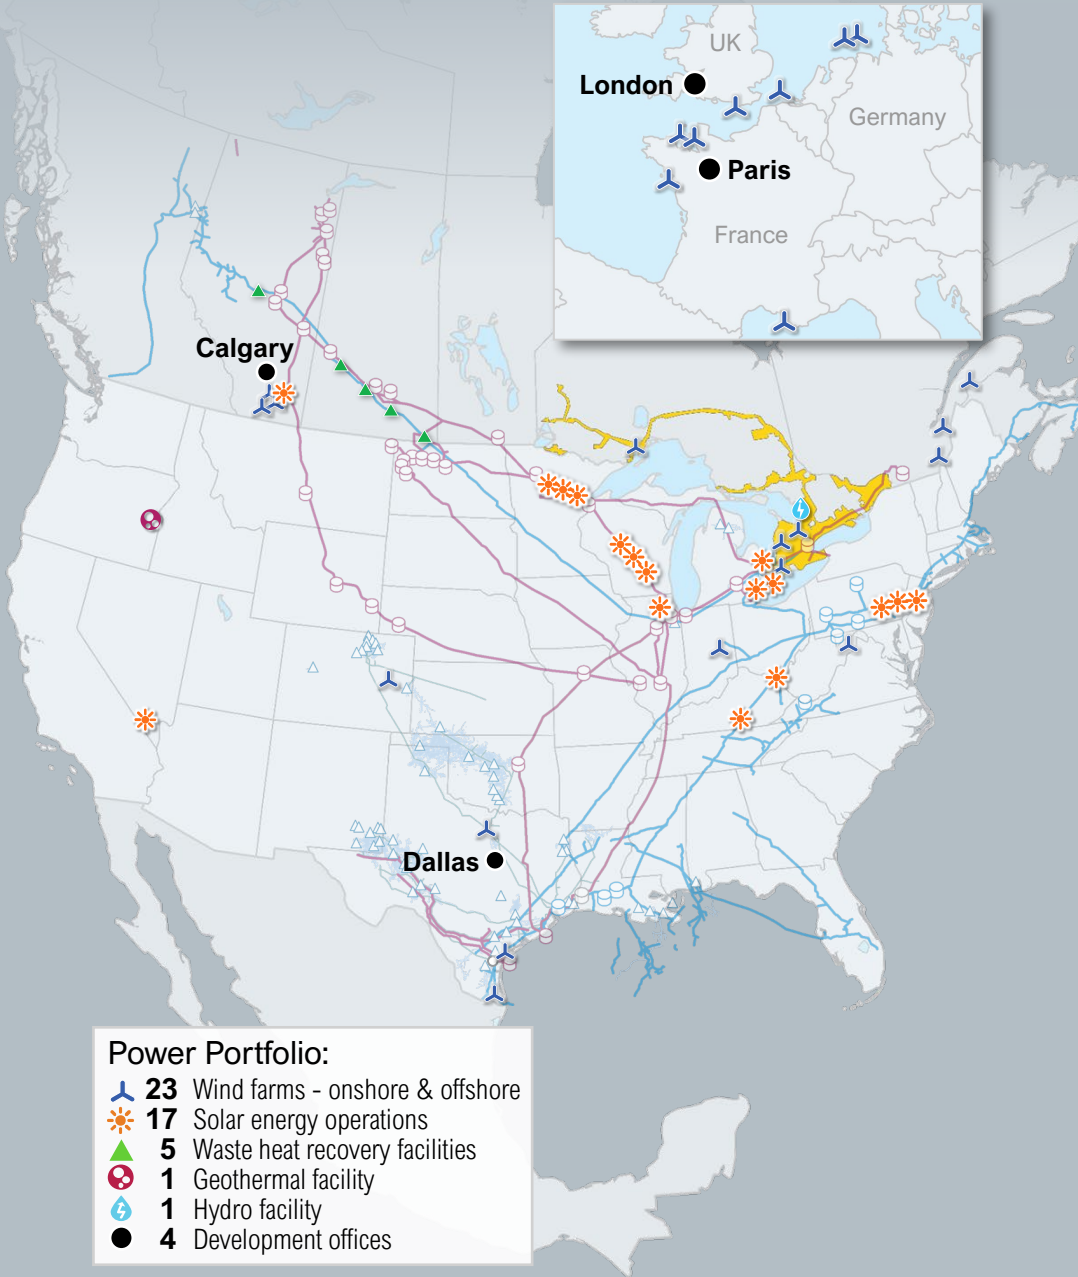 UK
London
Germany
Paris
France
Calgary
Dallas
Power Portfolio:
23 Wind farms - onshore & offshore
17 Solar energy operations
5 Waste heat recovery facilities
1 Geothermal facility
1 Hydro facility
4 Development offices